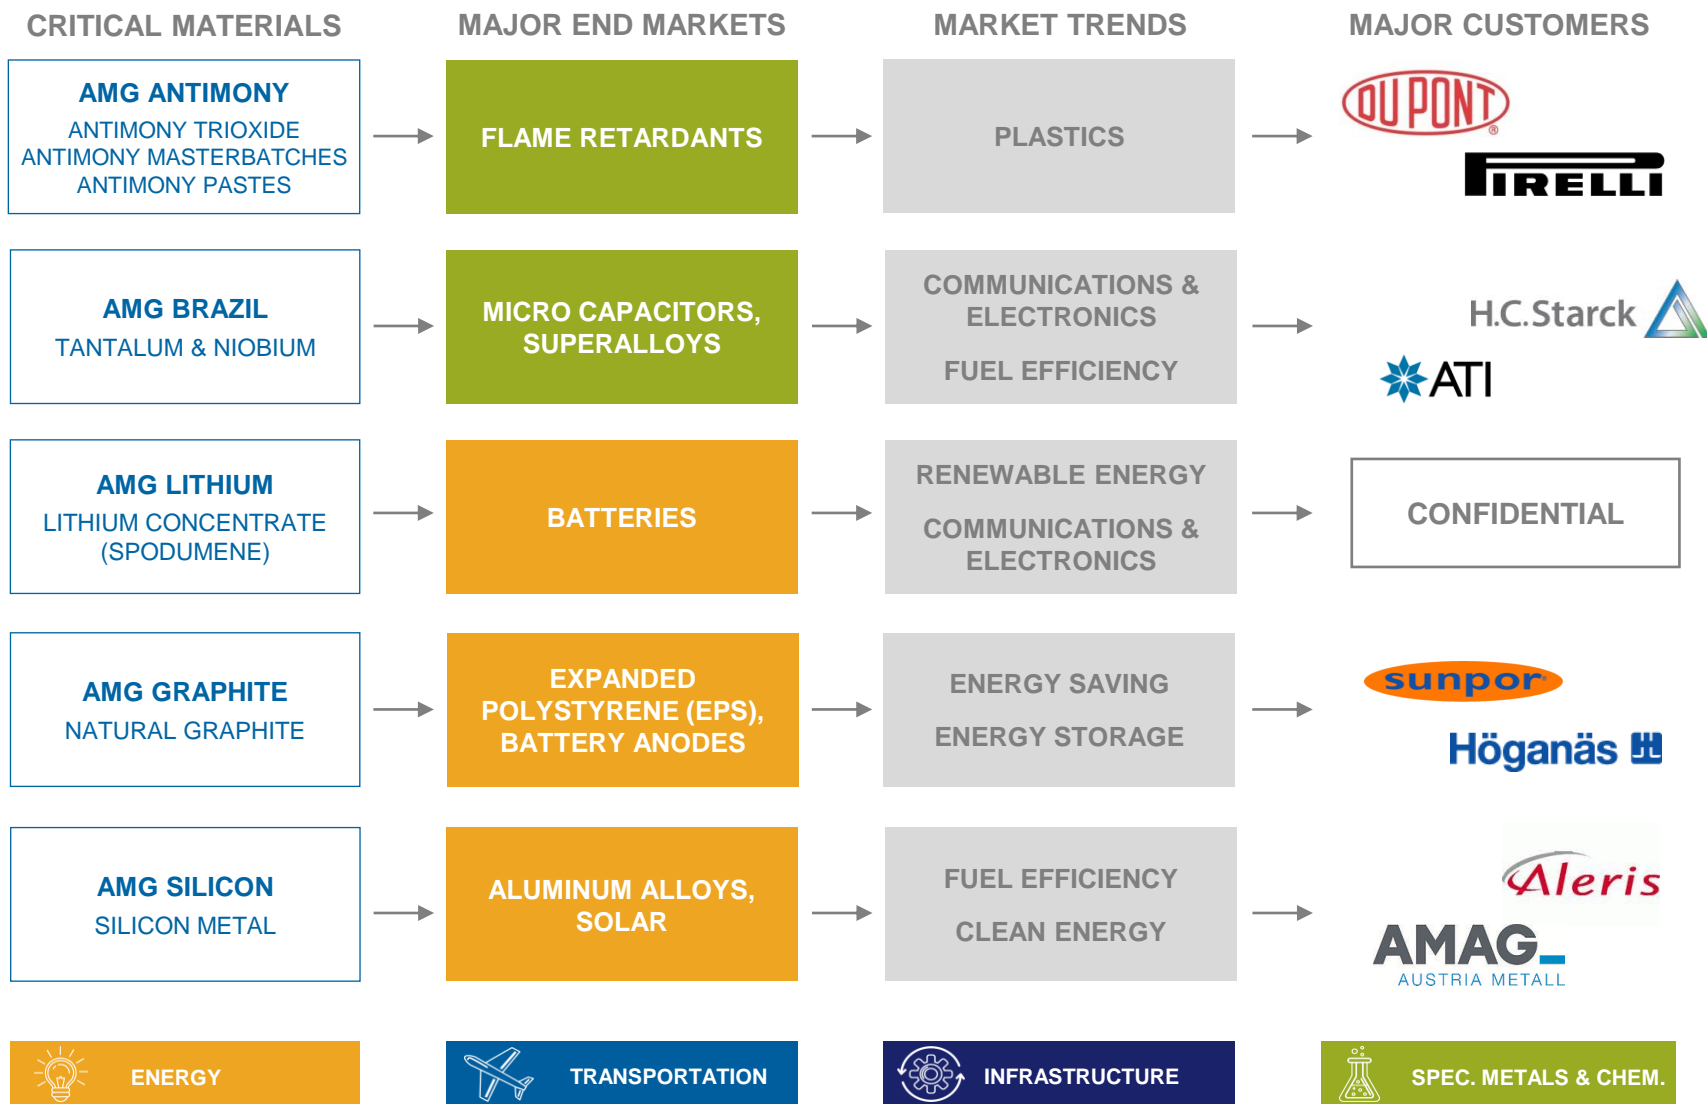 CRITICAL MATERIALS
MAJOR END MARKETS
MARKET TRENDS
MAJOR CUSTOMERS
AMG ANTIMONY
ANTIMONY TRIOXIDE
ANTIMONY MASTERBATCHES
ANTIMONY PASTES
FLAME RETARDANTS
PLASTICS
DU PONT®
PIRELLI
AMG BRAZIL
TANTALUM & NIOBIUM
MICRO CAPACITORS,
SUPERALLOYS
COMMUNICATIONS &
ELECTRONICS
FUEL EFFICIENCY
H.C.Starck
ATI
AMG LITHIUM
LITHIUM CONCENTRATE
(SPODUMENE)
BATTERIES
RENEWABLE ENERGY
COMMUNICATIONS &
ELECTRONICS
CONFIDENTIAL
AMG GRAPHITE
NATURAL GRAPHITE
EXPANDED
POLYSTYRENE (EPS),
BATTERY ANODES
ENERGY SAVING
ENERGY STORAGE
sunpor
Höganäs
AMG SILICON
SILICON METAL
ALUMINUM ALLOYS,
SOLAR
FUEL EFFICIENCY
CLEAN ENERGY
Aleris
AMAG
AUSTRIA METALL
ENERGY
TRANSPORTATION
INFRASTRUCTURE
SPEC. METALS & CHEM.